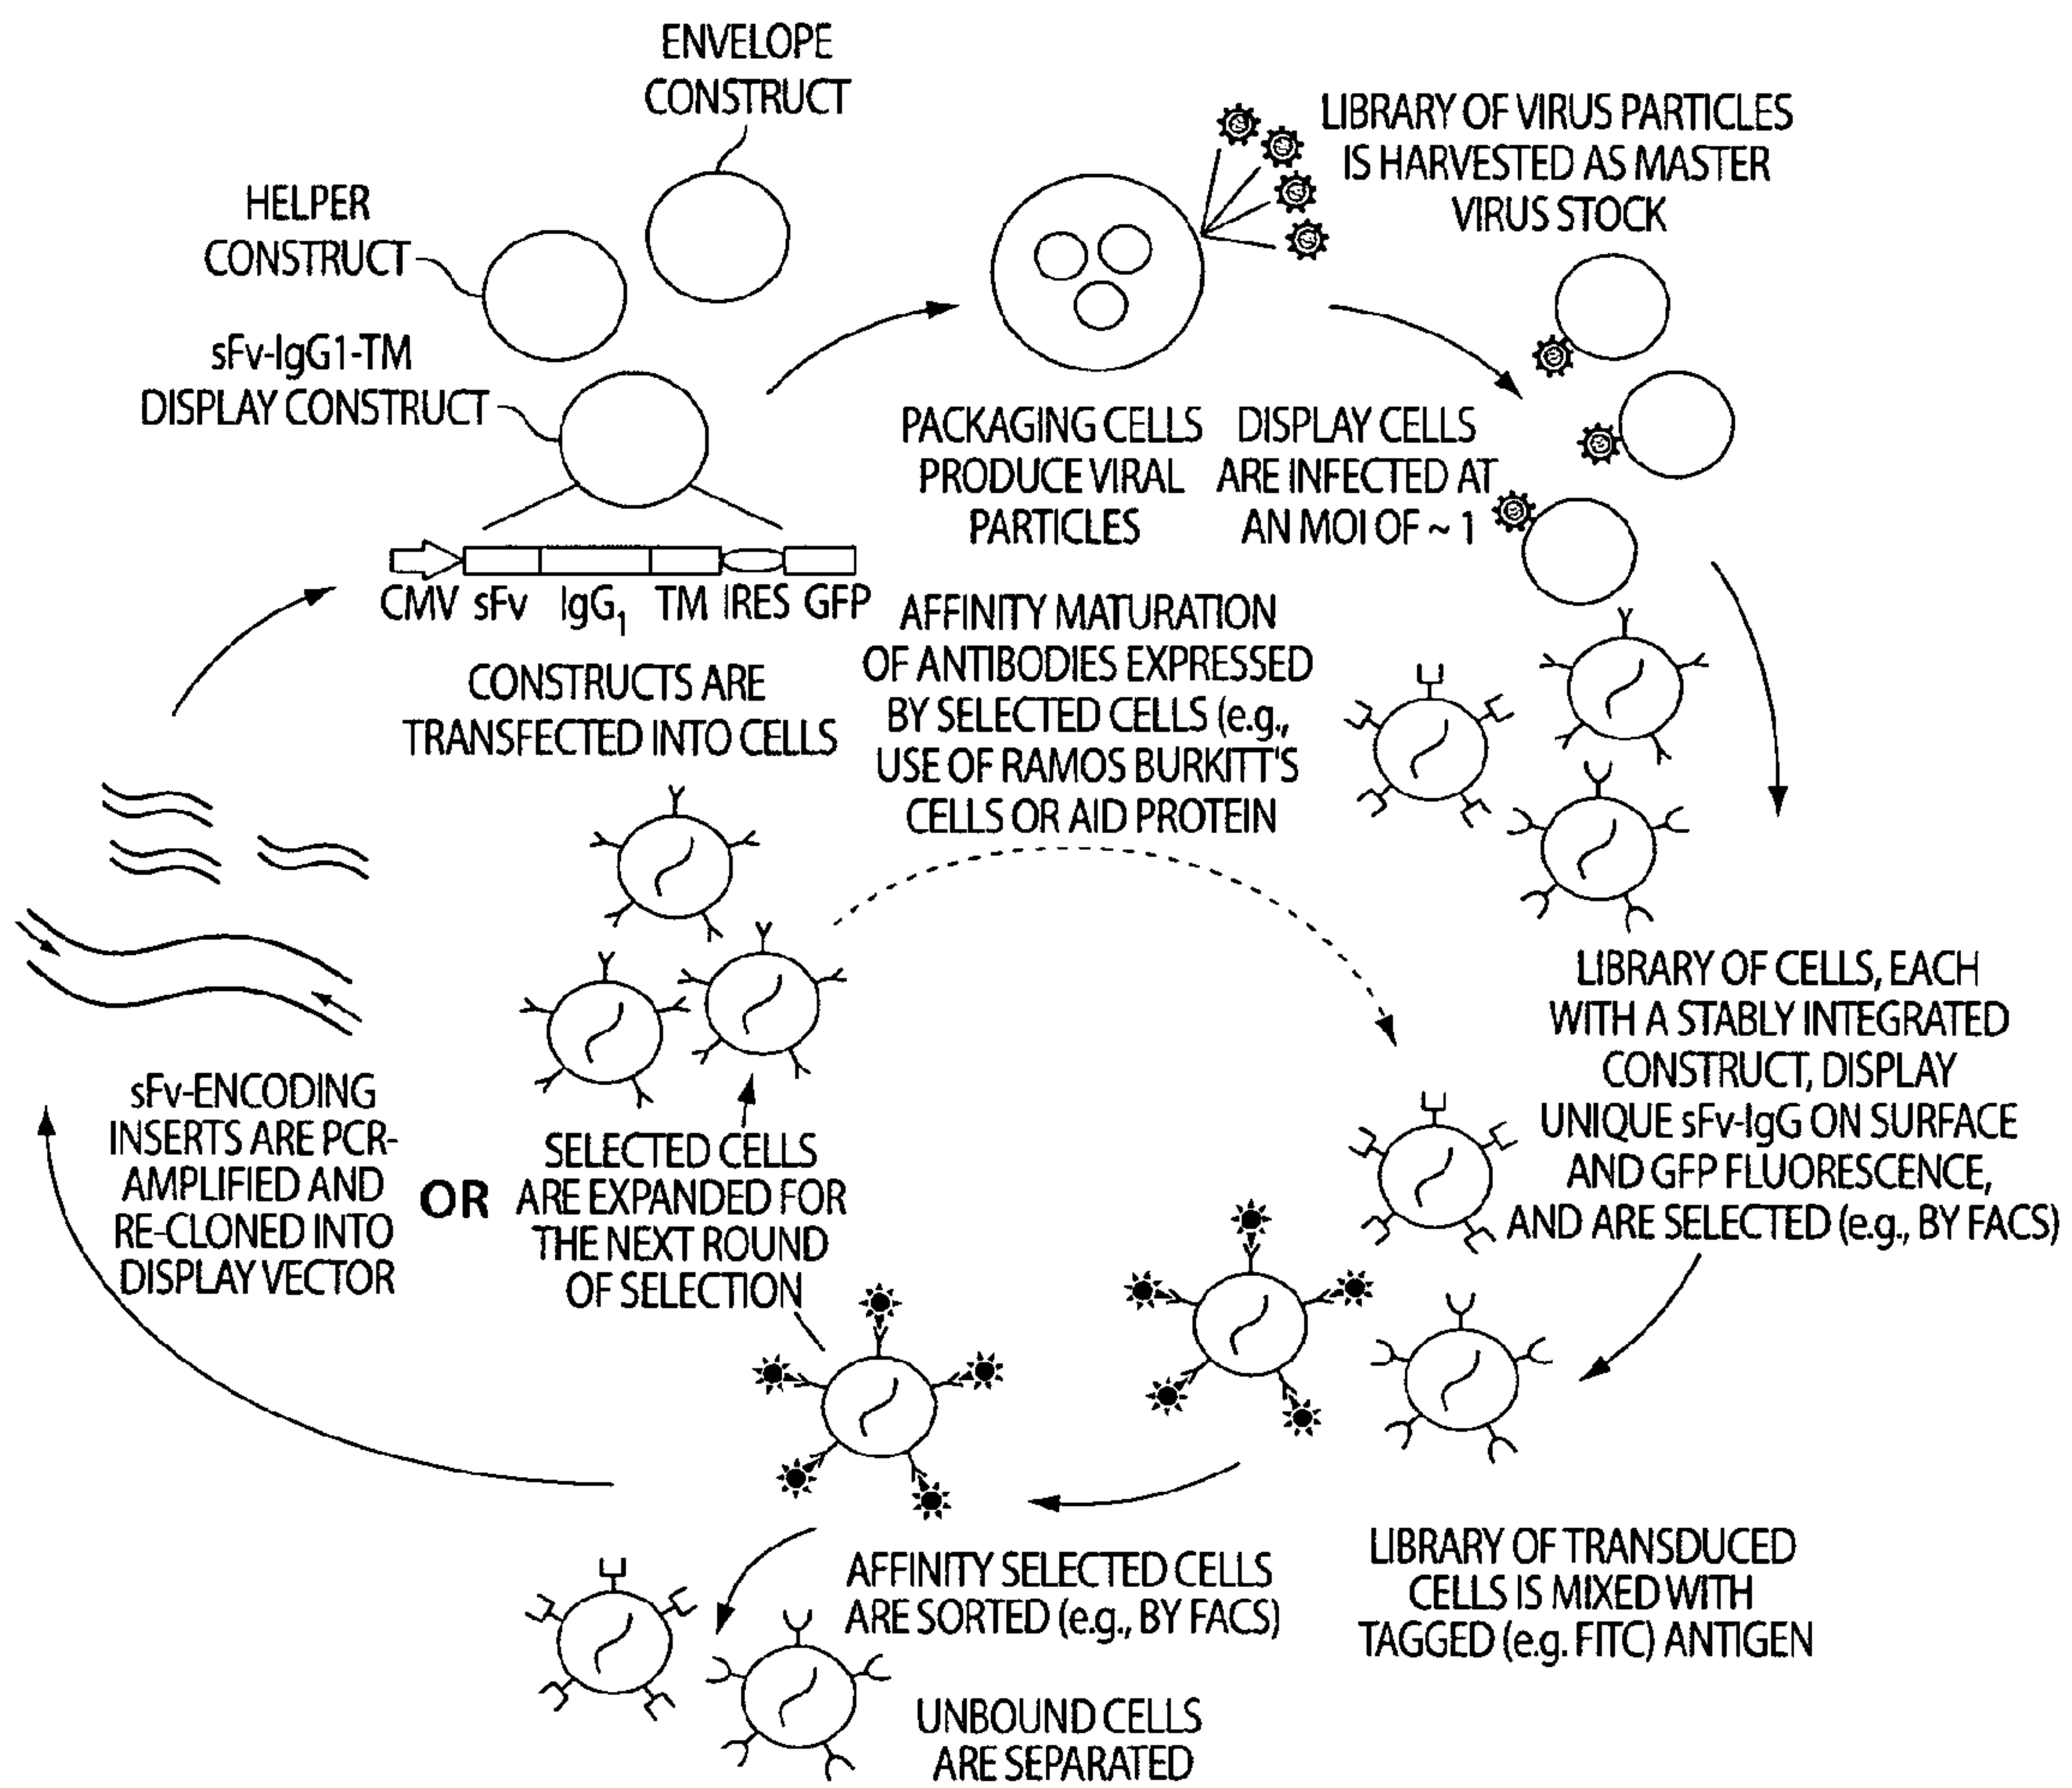 ENVELOPE
CONSTRUCT
HELPER
CONSTRUCT
sFv-IgG1-TM
DISPLAY CONSTRUCT
CMV sFv IgG1 TM IRES GFP
CONSTRUCTS ARE
TRANSFECTED INTO CELLS
PACKAGING CELLS
PRODUCE VIRAL
PARTICLES
LIBRARY OF VIRUS PARTICLES
IS HARVESTED AS MASTER
VIRUS STOCK
DISPLAY CELLS
ARE INFECTED AT
AN MOI OF ~ 1
AFFINITY MATURATION
OF ANTIBODIES EXPRESSED
BY SELECTED CELLS (e.g.,
USE OF RAMOS BURKITT'S
CELLS OR AID PROTEIN
LIBRARY OF CELLS, EACH
WITH A STABLY INTEGRATED
CONSTRUCT, DISPLAY
UNIQUE sFv-IgG ON SURFACE
AND GFP FLUORESCENCE,
AND ARE SELECTED (e.g., BY FACS)
LIBRARY OF TRANSDUCED
CELLS IS MIXED WITH
TAGGED (e.g. FITC) ANTIGEN
AFFINITY SELECTED CELLS
ARE SORTED (e.g., BY FACS)
UNBOUND CELLS
ARE SEPARATED
SELECTED CELLS
ARE EXPANDED FOR
THE NEXT ROUND
OF SELECTION
OR
sFv-ENCODING
INSERTS ARE PCR-
AMPLIFIED AND
RE-CLONED INTO
DISPLAY VECTOR